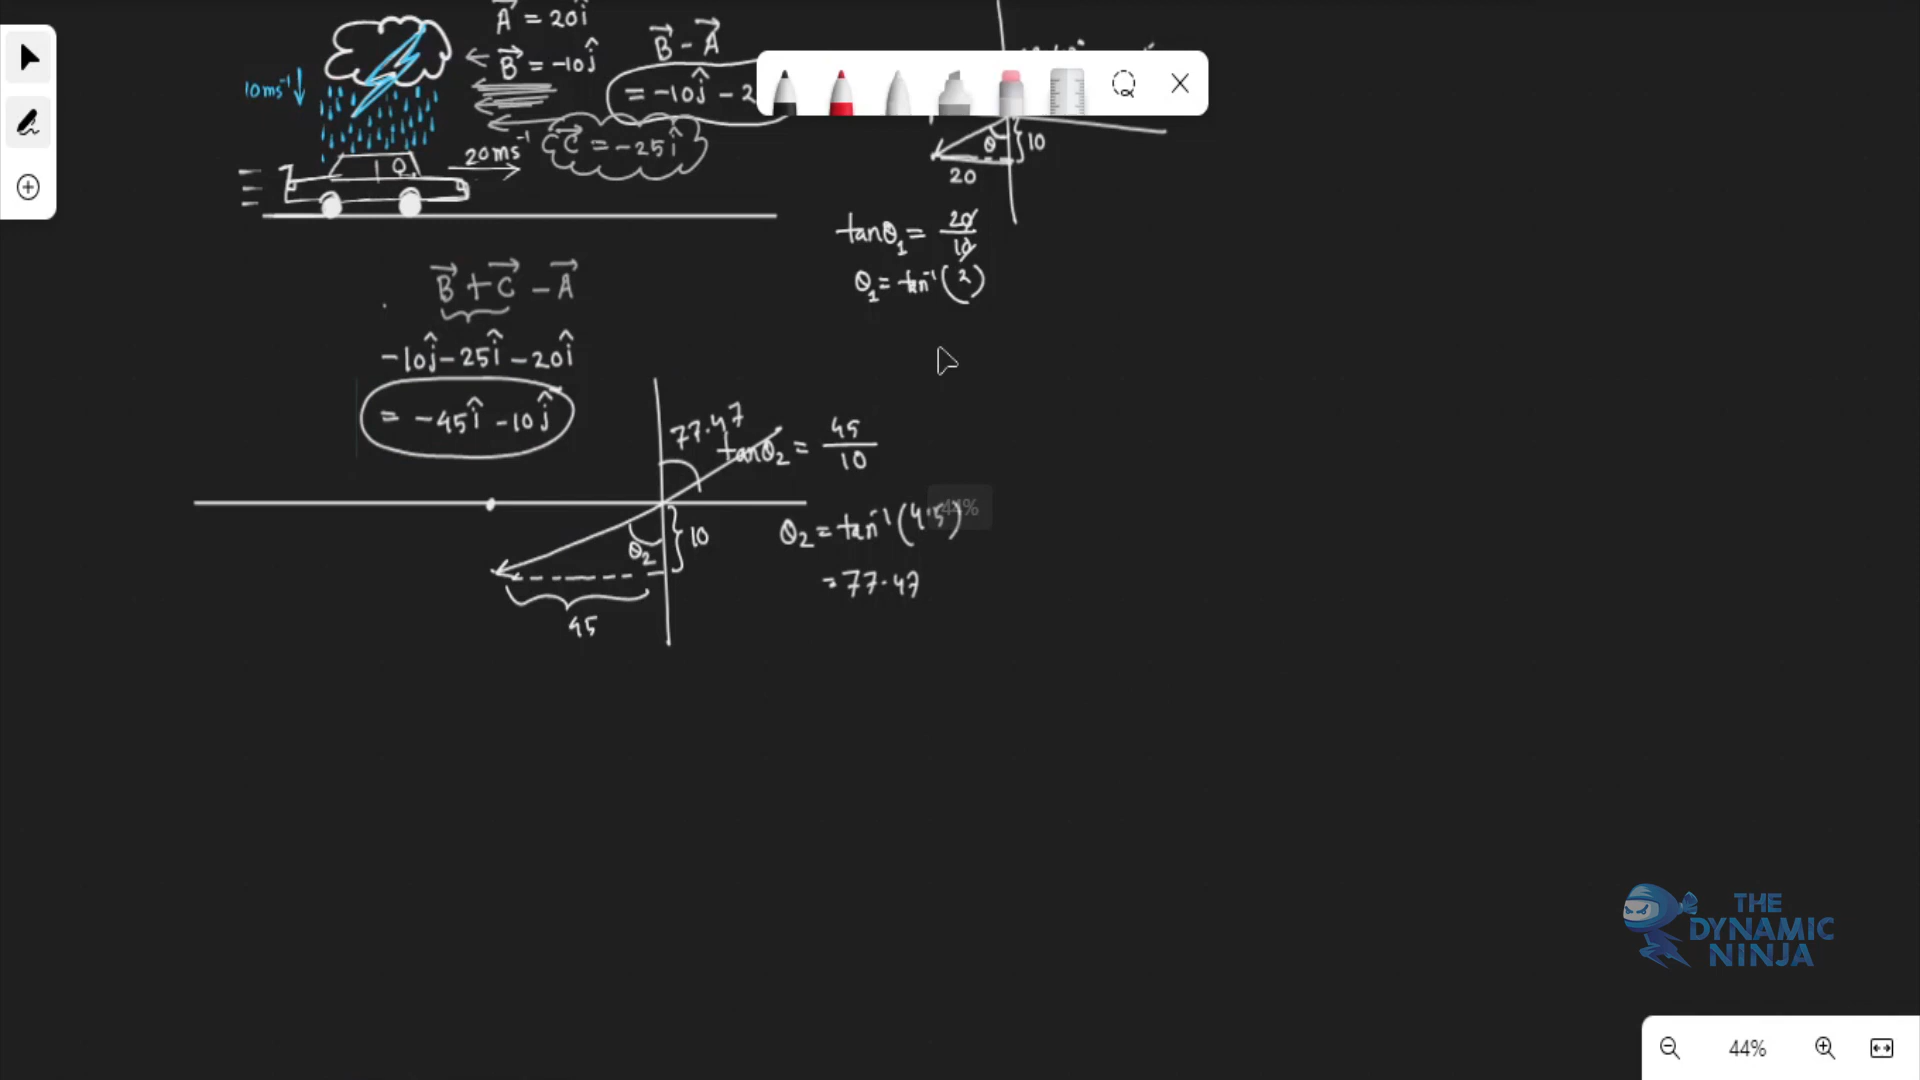 A⃗ = 20î
B⃗ = -10ĵ
B⃗ - A⃗
= -10ĵ - 2
C⃗ = -25î
10ms⁻¹ ↓
20ms⁻¹
θ
10
20
tanθ₁ = 20/10
θ₁ = tan⁻¹(2)
B⃗ + C⃗ - A⃗
-10ĵ - 25î - 20î
= -45î - 10ĵ
77.47
tanθ₂ = 45/10
θ₂ = tan⁻¹(4.5)
= 77.47
θ₂
10
45
44%
THE
DYNAMIC
NINJA
44%